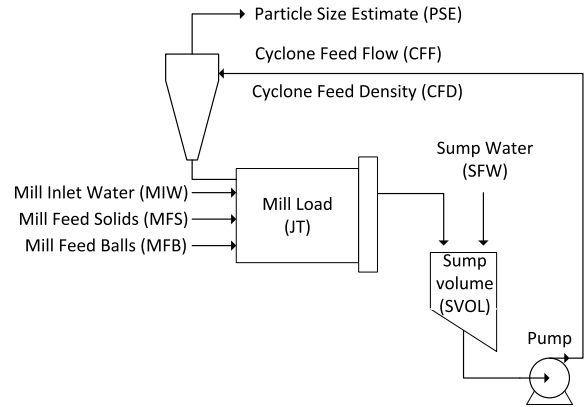 Particle Size Estimate (PSE)
Cyclone Feed Flow (CFF)
Cyclone Feed Density (CFD)
Sump Water
(SFW)
Mill Inlet Water (MIW)
Mill Feed Solids (MFS)
Mill Feed Balls (MFB)
Mill Load
(JT)
Sump
volume
(SVOL)
Pump